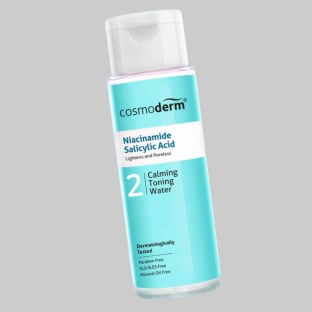 cosmoderm®
Niacinamide
Salicylic Acid
Lightens and Poreless
2
Calming
Toning
Water
Dermatologically
Tested
Paraben Free
SLS/SLES Free
Mineral Oil Free